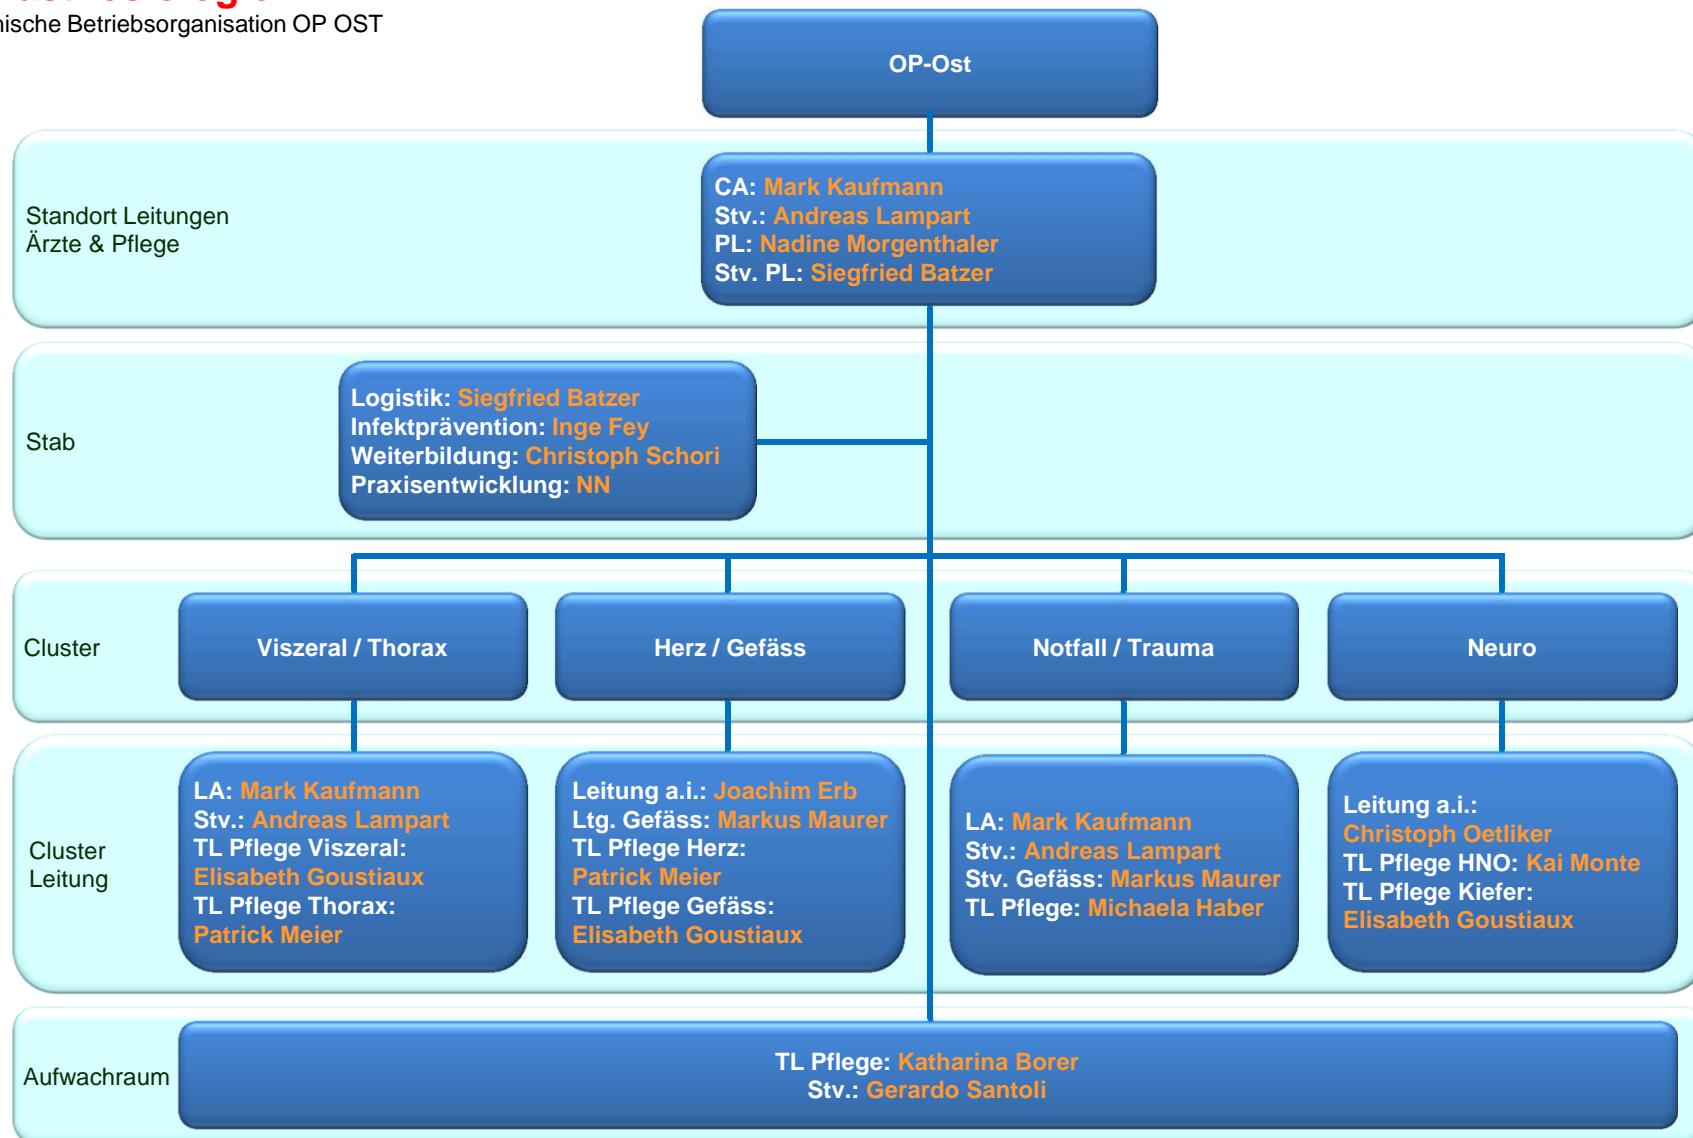 Betriebsorganisation OP OST
OP-Ost
Standort Leitungen
Ärzte & Pflege
CA: Mark Kaufmann
Stv.: Andreas Lampart
PL: Nadine Morgenthaler
Stv. PL: Siegfried Batzer
Stab
Logistik: Siegfried Batzer
Infektprävention: Inge Fey
Weiterbildung: Christoph Schori
Praxisentwicklung: NN
Cluster
Viszeral / Thorax
Herz / Gefäss
Notfall / Trauma
Neuro
Cluster
Leitung
LA: Mark Kaufmann
Stv.: Andreas Lampart
TL Pflege Viszeral:
Elisabeth Goustiaux
TL Pflege Thorax:
Patrick Meier
Leitung a.i.: Joachim Erb
Ltg. Gefäss: Markus Maurer
TL Pflege Herz:
Patrick Meier
TL Pflege Gefäss:
Elisabeth Goustiaux
LA: Mark Kaufmann
Stv.: Andreas Lampart
Stv. Gefäss: Markus Maurer
TL Pflege: Michaela Haber
Leitung a.i.:
Christoph Oetliker
TL Pflege HNO: Kai Monte
TL Pflege Kiefer:
Elisabeth Goustiaux
Aufwachraum
TL Pflege: Katharina Borer
Stv.: Gerardo Santoli